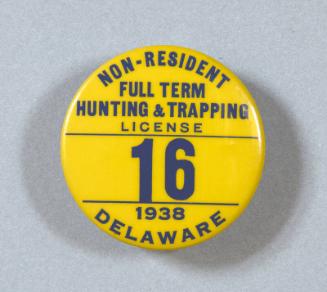 NON-RESIDENT
FULL TERM
HUNTING & TRAPPING
LICENSE
16
1938
DELAWARE